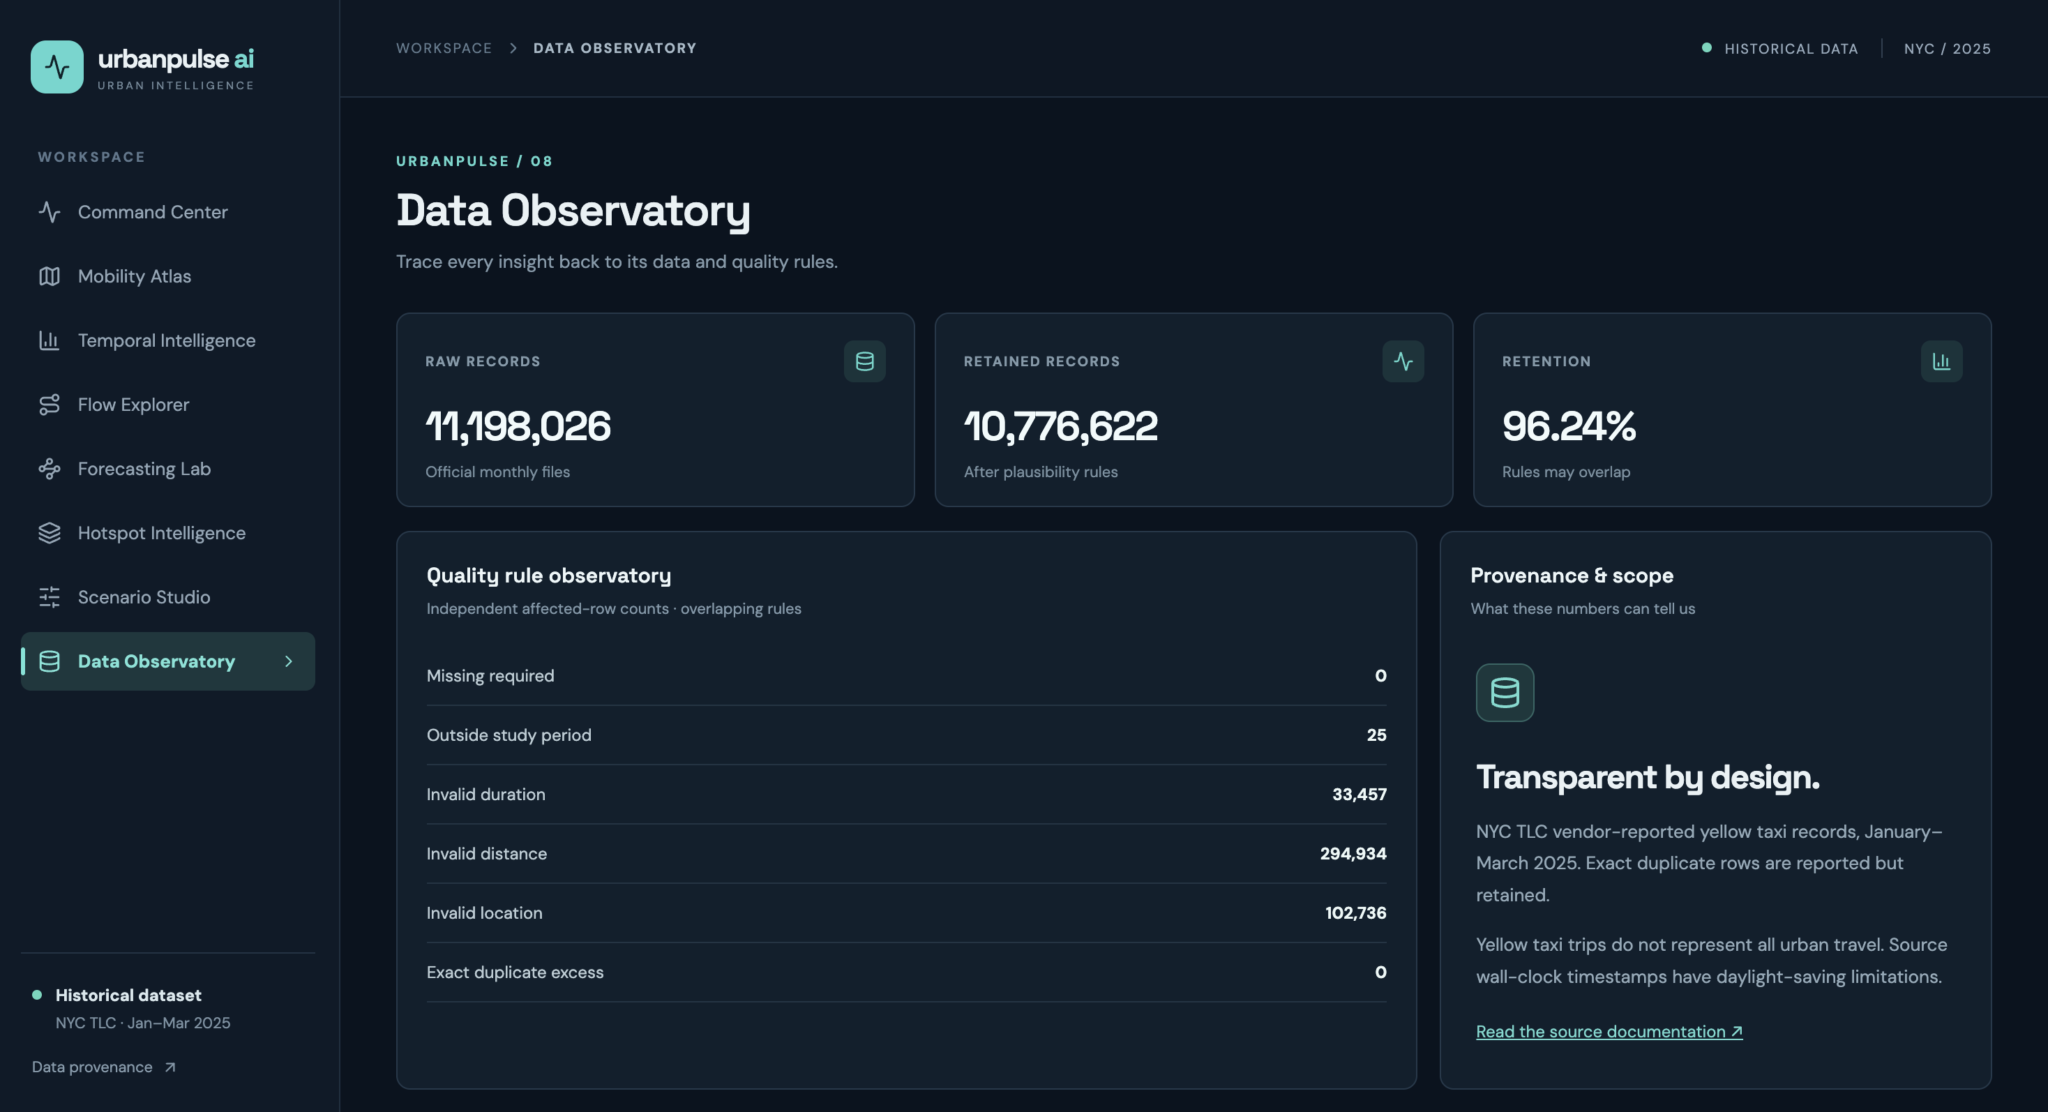 urbanpulse ai
URBAN INTELLIGENCE
WORKSPACE
Command Center
Mobility Atlas
Temporal Intelligence
Flow Explorer
Forecasting Lab
Hotspot Intelligence
Scenario Studio
Data Observatory
Historical dataset
NYC TLC · Jan–Mar 2025
Data provenance ↗
WORKSPACE > DATA OBSERVATORY
HISTORICAL DATA
NYC / 2025
URBANPULSE / 08
Data Observatory
Trace every insight back to its data and quality rules.
RAW RECORDS
11,198,026
Official monthly files
RETAINED RECORDS
10,776,622
After plausibility rules
RETENTION
96.24%
Rules may overlap
Quality rule observatory
Independent affected-row counts · overlapping rules
Missing required 0
Outside study period 25
Invalid duration 33,457
Invalid distance 294,934
Invalid location 102,736
Exact duplicate excess 0
Provenance & scope
What these numbers can tell us
Transparent by design.
NYC TLC vendor-reported yellow taxi records, January–
March 2025. Exact duplicate rows are reported but
retained.
Yellow taxi trips do not represent all urban travel. Source
wall-clock timestamps have daylight-saving limitations.
Read the source documentation ↗